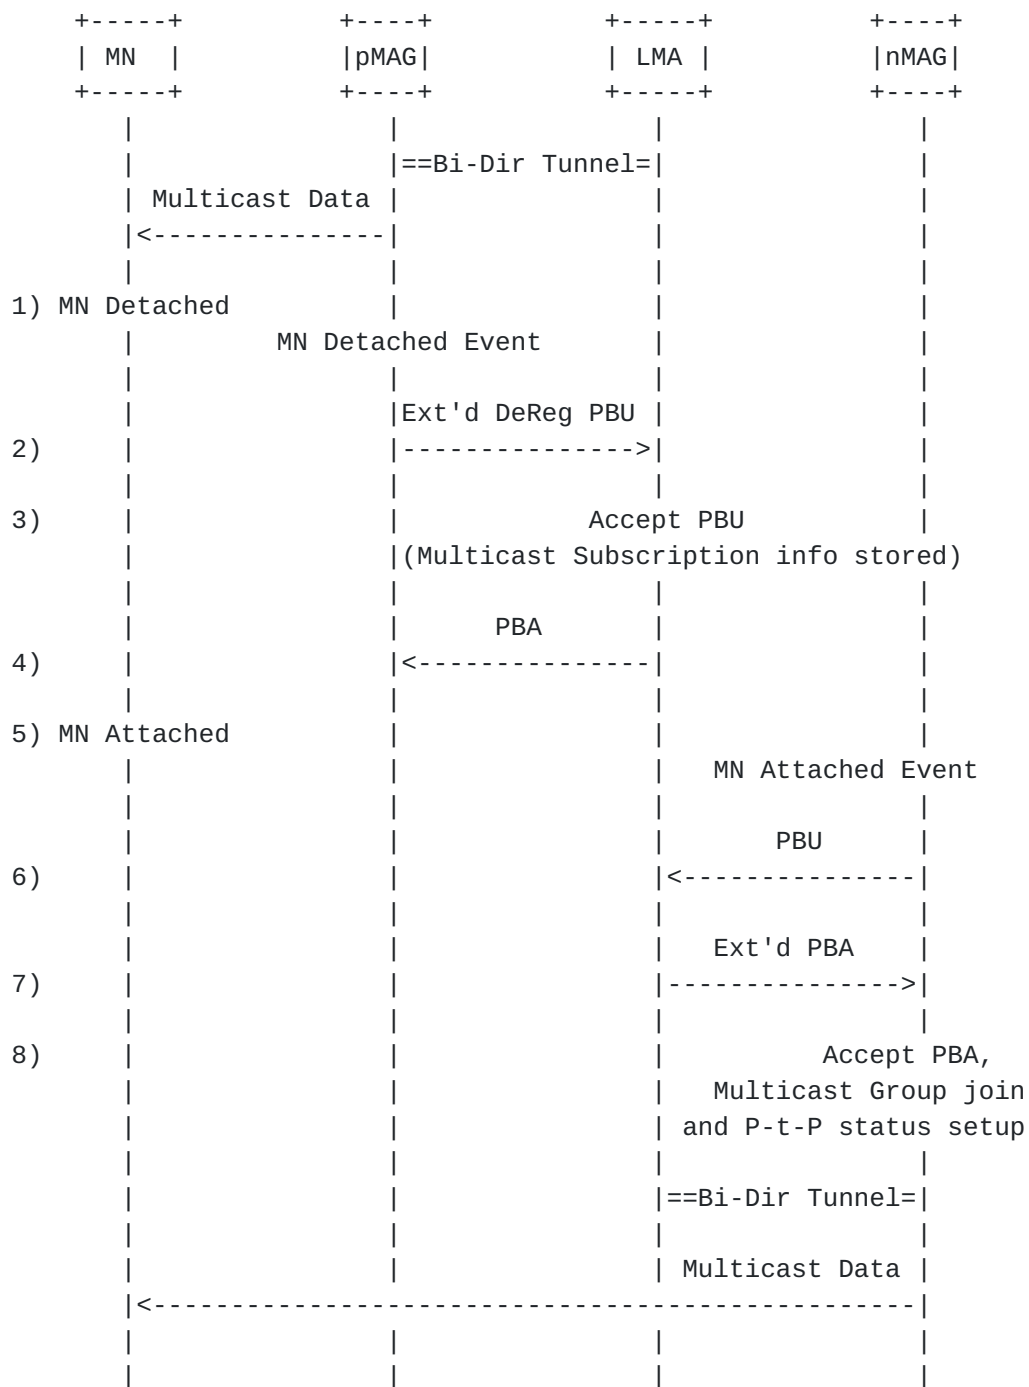 +-----+          +----+           +-----+          +----+
| MN  |          |pMAG|           | LMA |          |nMAG|
+-----+          +----+           +-----+          +----+
|                |                |                |
|                |==Bi-Dir Tunnel=|                |
| Multicast Data |                |                |
|<---------------|                |                |
|                |                |                |
1) MN Detached          |                |                |
|         MN Detached Event       |                |
|                |                |                |
|                |Ext'd DeReg PBU |                |
2)     |                |--------------->|                |
|                |                |                |
3)     |                |            Accept PBU           |
|                |(Multicast Subscription info stored)
|                |                |                |
|                |      PBA       |                |
4)     |                |<---------------|                |
|                |                |                |
5) MN Attached          |                |                |
|                |                |   MN Attached Event
|                |                |                |
|                |                |       PBU      |
6)     |                |                |<---------------|
|                |                |                |
|                |                |   Ext'd PBA    |
7)     |                |                |--------------->|
|                |                |                |
8)     |                |                |          Accept PBA,
|                |                |   Multicast Group join
|                |                | and P-t-P status setup
|                |                |                |
|                |                |==Bi-Dir Tunnel=|
|                |                |                |
|                |                | Multicast Data |
|<-------------------------------------------------|
|                |                |                |
|                |                |                |